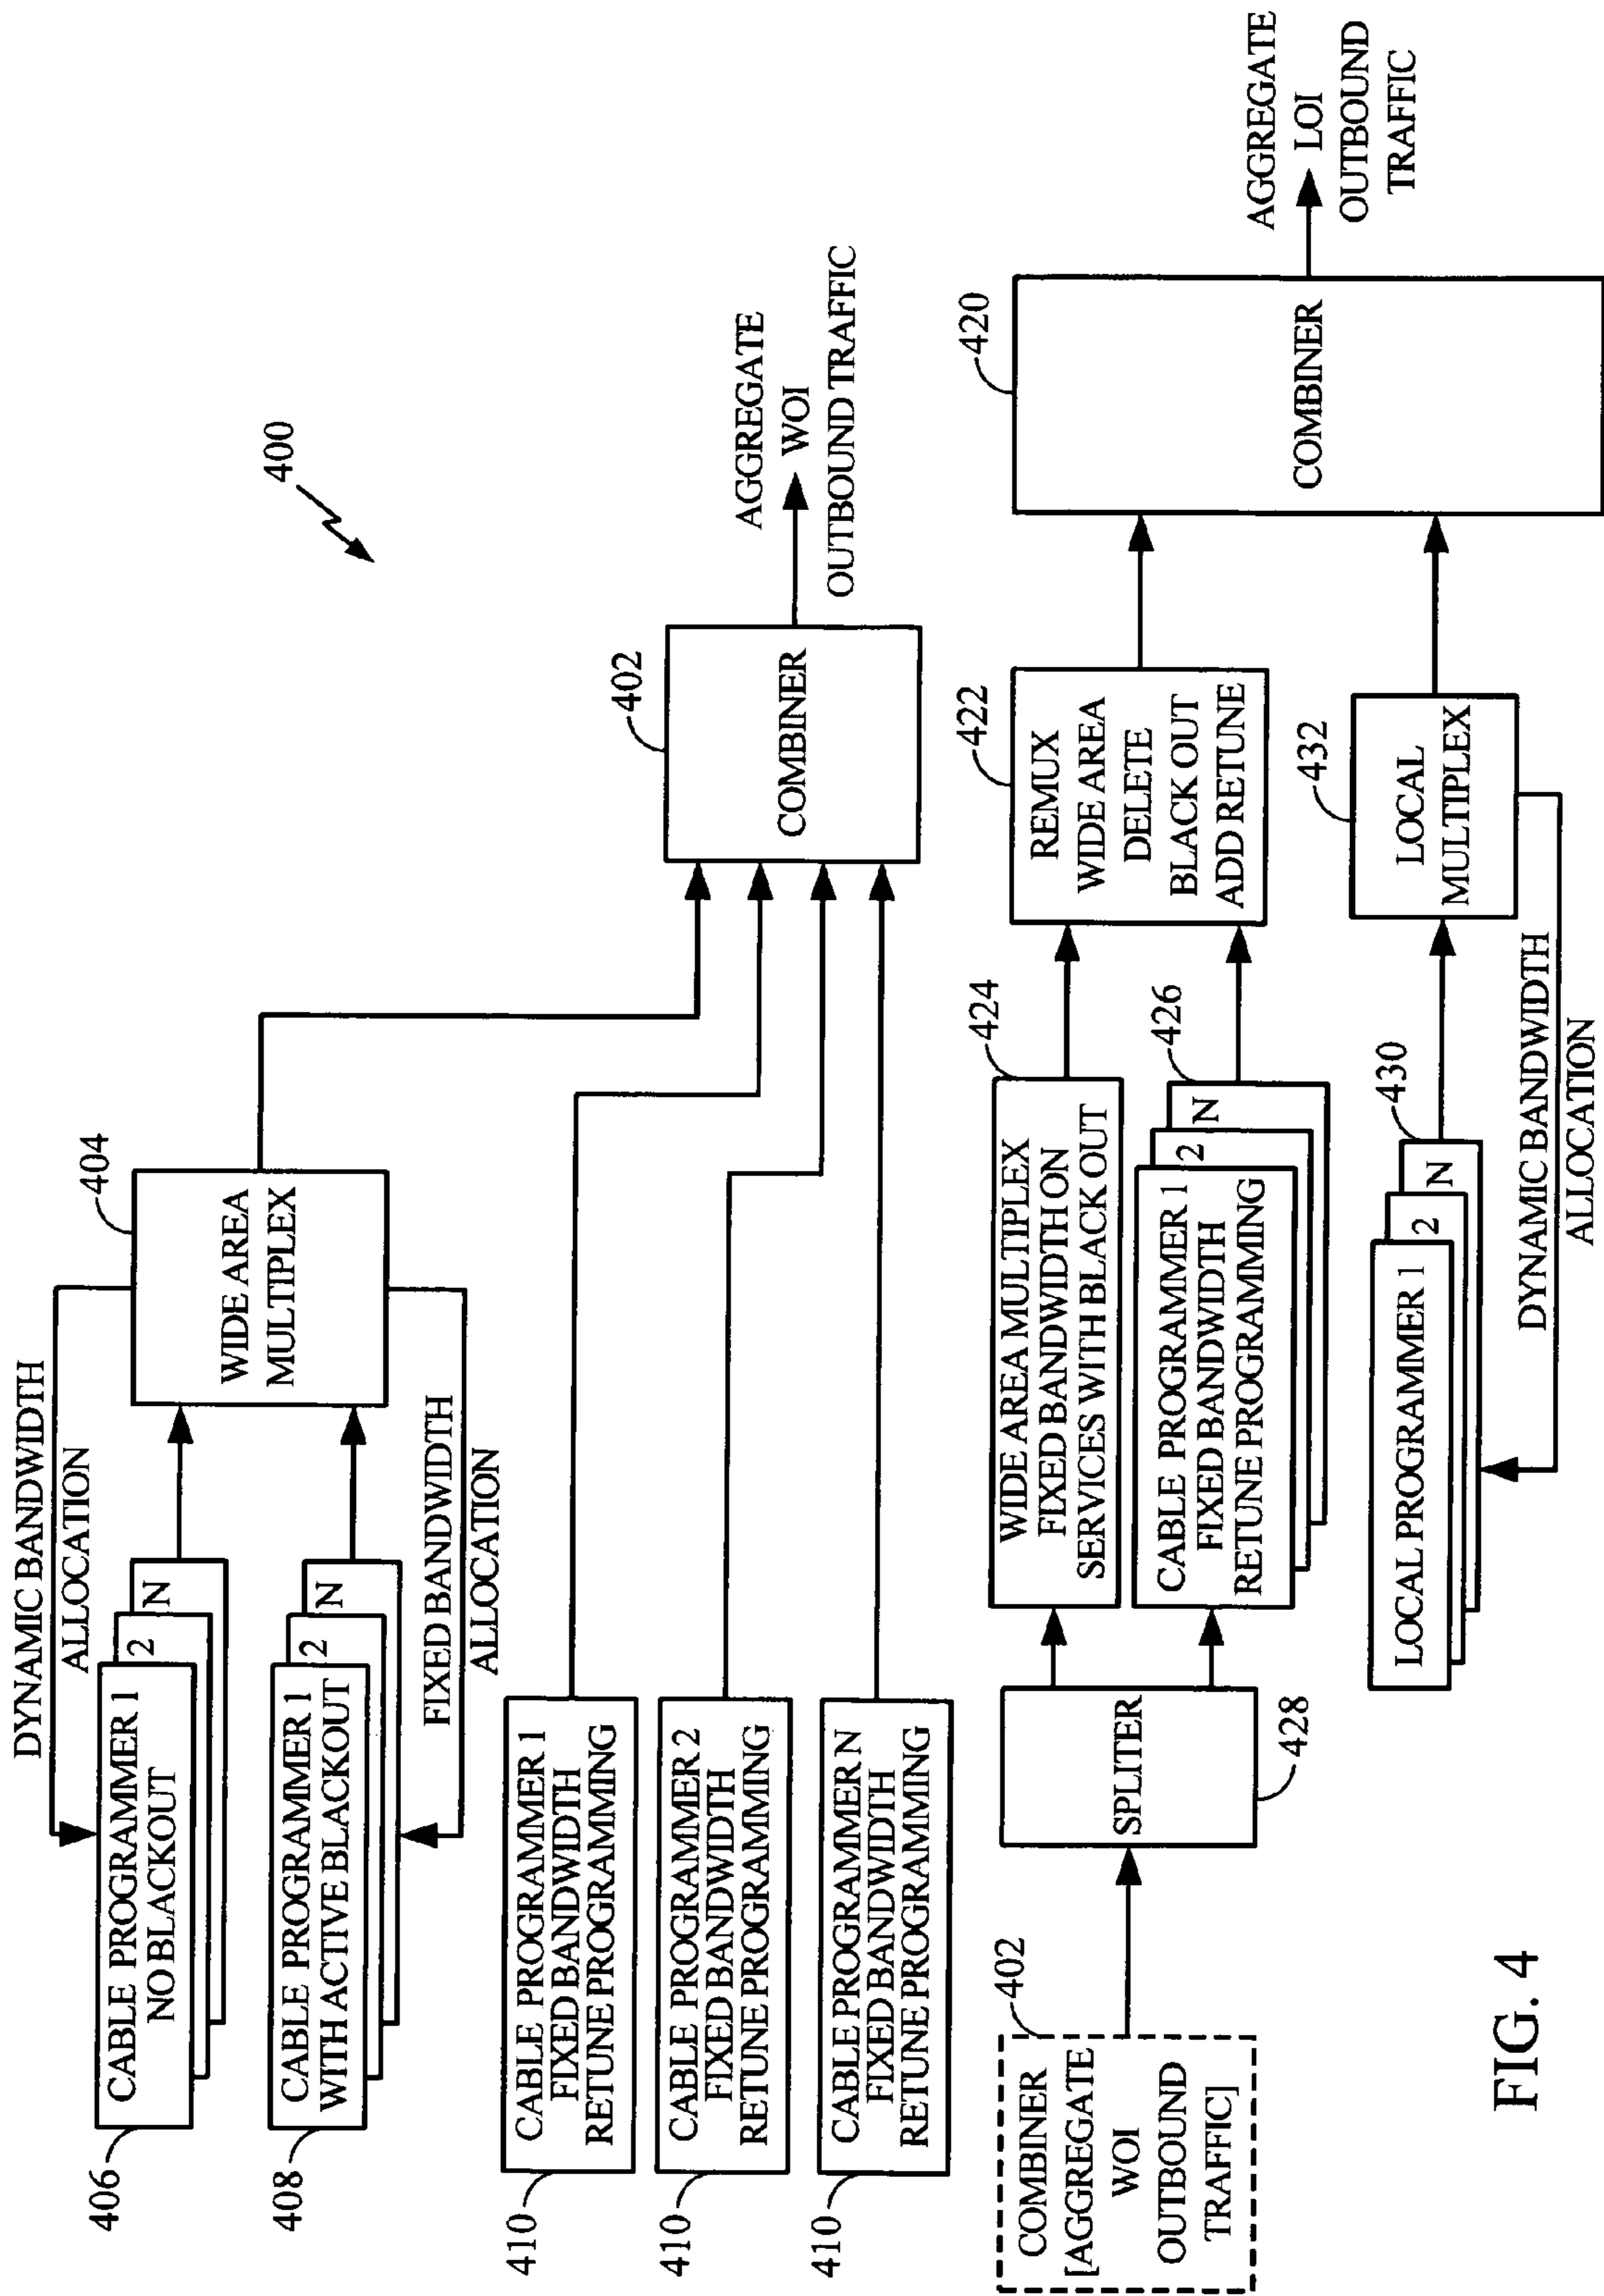 400
DYNAMIC BANDWIDTH
ALLOCATION
404
WIDE AREA
MULTIPLEX
406
CABLE PROGRAMMER 1
NO BLACKOUT
2
N
408
CABLE PROGRAMMER 1
WITH ACTIVE BLACKOUT
2
N
FIXED BANDWIDTH
ALLOCATION
410
CABLE PROGRAMMER 1
FIXED BANDWIDTH
RETUNE PROGRAMMING
410
CABLE PROGRAMMER 2
FIXED BANDWIDTH
RETUNE PROGRAMMING
410
CABLE PROGRAMMER N
FIXED BANDWIDTH
RETUNE PROGRAMMING
402
COMBINER
AGGREGATE
WOI
OUTBOUND TRAFFIC
402
COMBINER
[AGGREGATE
WOI
OUTBOUND
TRAFFIC]
SPLITER
428
424
WIDE AREA MULTIPLEX
FIXED BANDWIDTH ON
SERVICES WITH BLACK OUT
426
CABLE PROGRAMMER 1
FIXED BANDWIDTH
RETUNE PROGRAMMING
2
N
422
REMUX
WIDE AREA
DELETE
BLACK OUT
ADD RETUNE
430
LOCAL PROGRAMMER 1
2
N
432
LOCAL
MULTIPLEX
DYNAMIC BANDWIDTH
ALLOCATION
420
COMBINER
AGGREGATE
LOI
OUTBOUND
TRAFFIC
FIG. 4